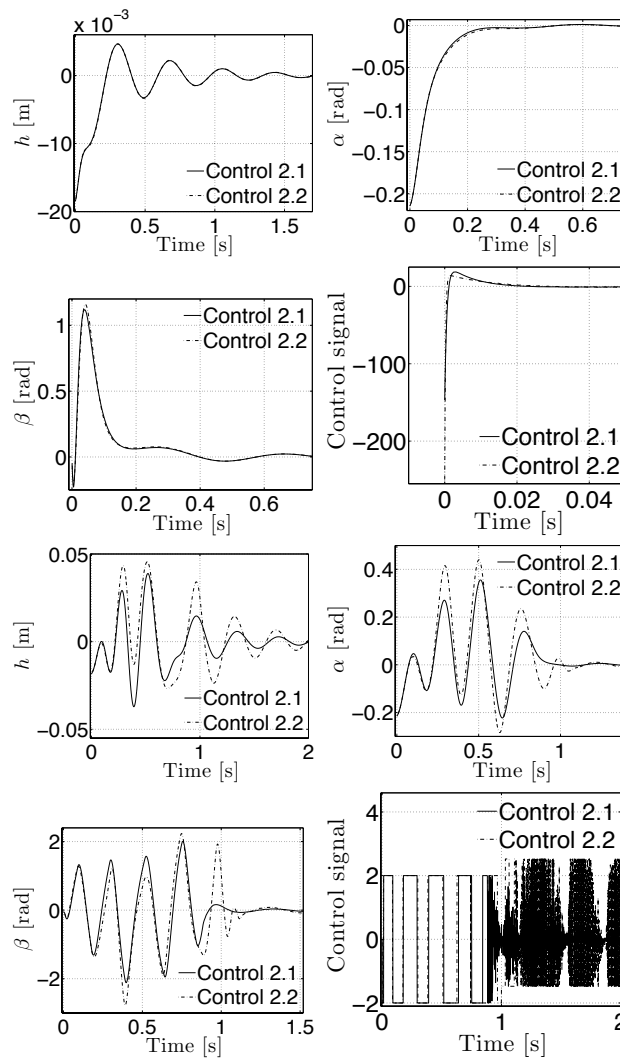 x 10⁻³
5
0
−10
−20
h [m]
Control 2.1
Control 2.2
0 0.5 1 1.5
Time [s]
0
−0.05
−0.1
−0.15
−0.2
α [rad]
Control 2.1
Control 2.2
0 0.2 0.4 0.6
Time [s]
1
0.5
0
β [rad]
Control 2.1
Control 2.2
0 0.2 0.4 0.6
Time [s]
0
−100
−200
Control signal
Control 2.1
Control 2.2
0 0.02 0.04
Time [s]
0.05
0
−0.05
h [m]
Control 2.1
Control 2.2
0 1 2
Time [s]
0.4
0.2
0
−0.2
α [rad]
Control 2.1
Control 2.2
0 0.5 1
Time [s]
2
0
−2
β [rad]
Control 2.1
Control 2.2
0 0.5 1 1.5
Time [s]
4
2
0
−2
Control signal
Control 2.1
Control 2.2
0 1 2
Time [s]